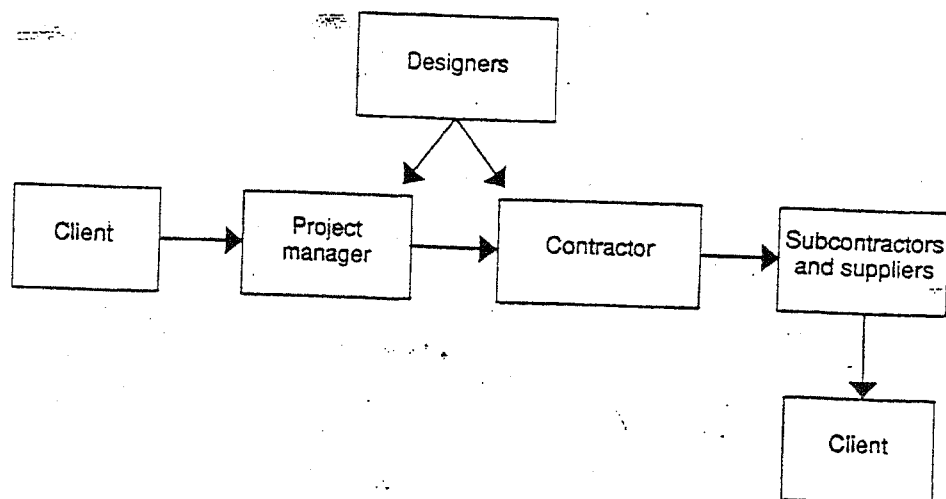 Designers
Client
Project
manager
Contractor
Subcontractors
and suppliers
Client